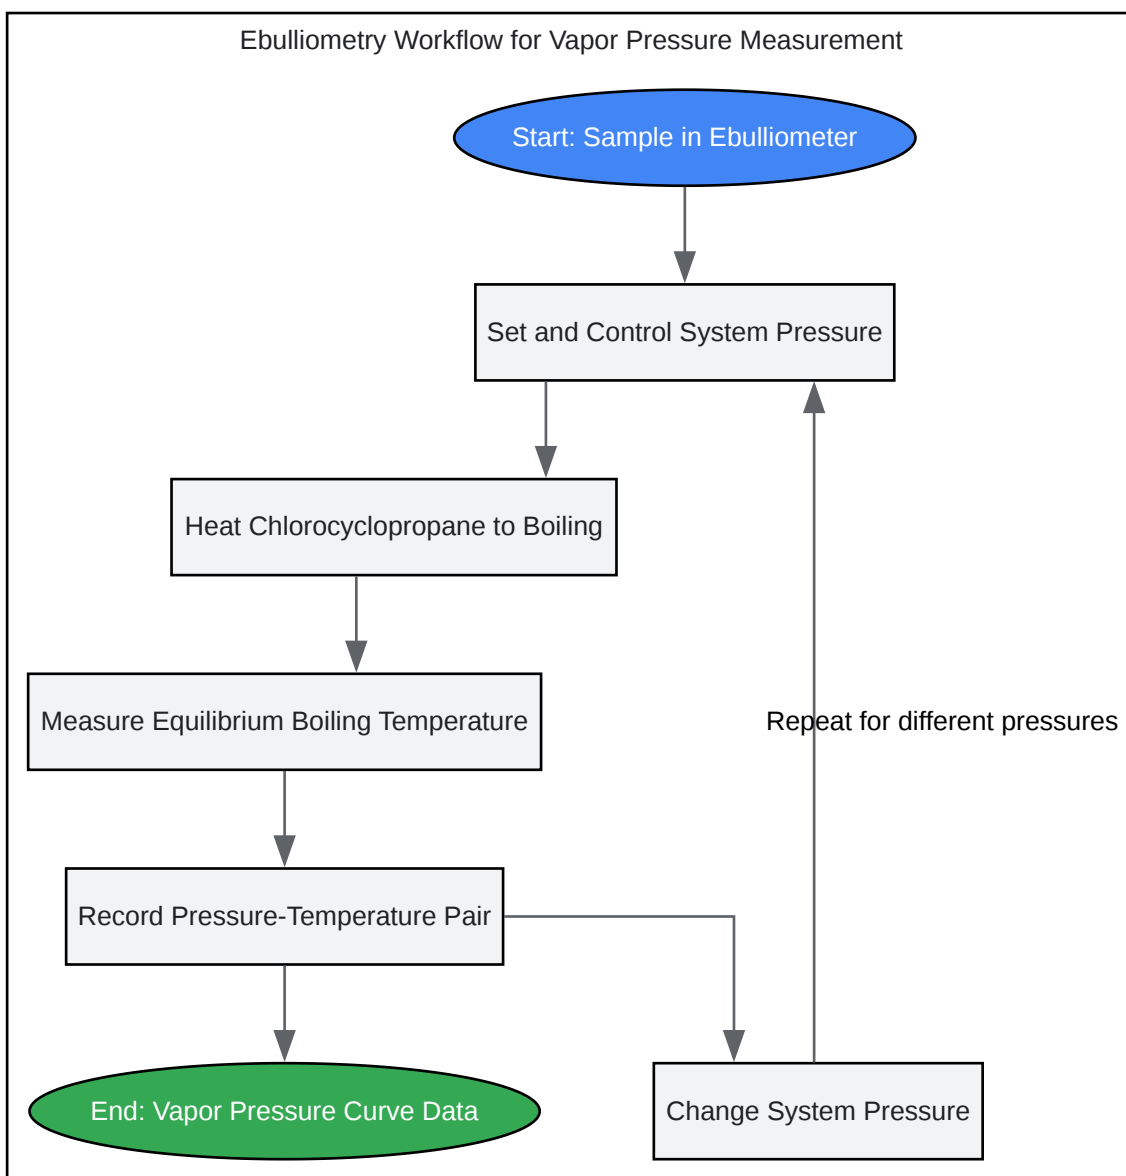 Ebulliometry Workflow for Vapor Pressure Measurement
Start: Sample in Ebulliometer
Set and Control System Pressure
Heat Chlorocyclopropane to Boiling
Measure Equilibrium Boiling Temperature
Repeat for different pressures
Record Pressure-Temperature Pair
End: Vapor Pressure Curve Data
Change System Pressure